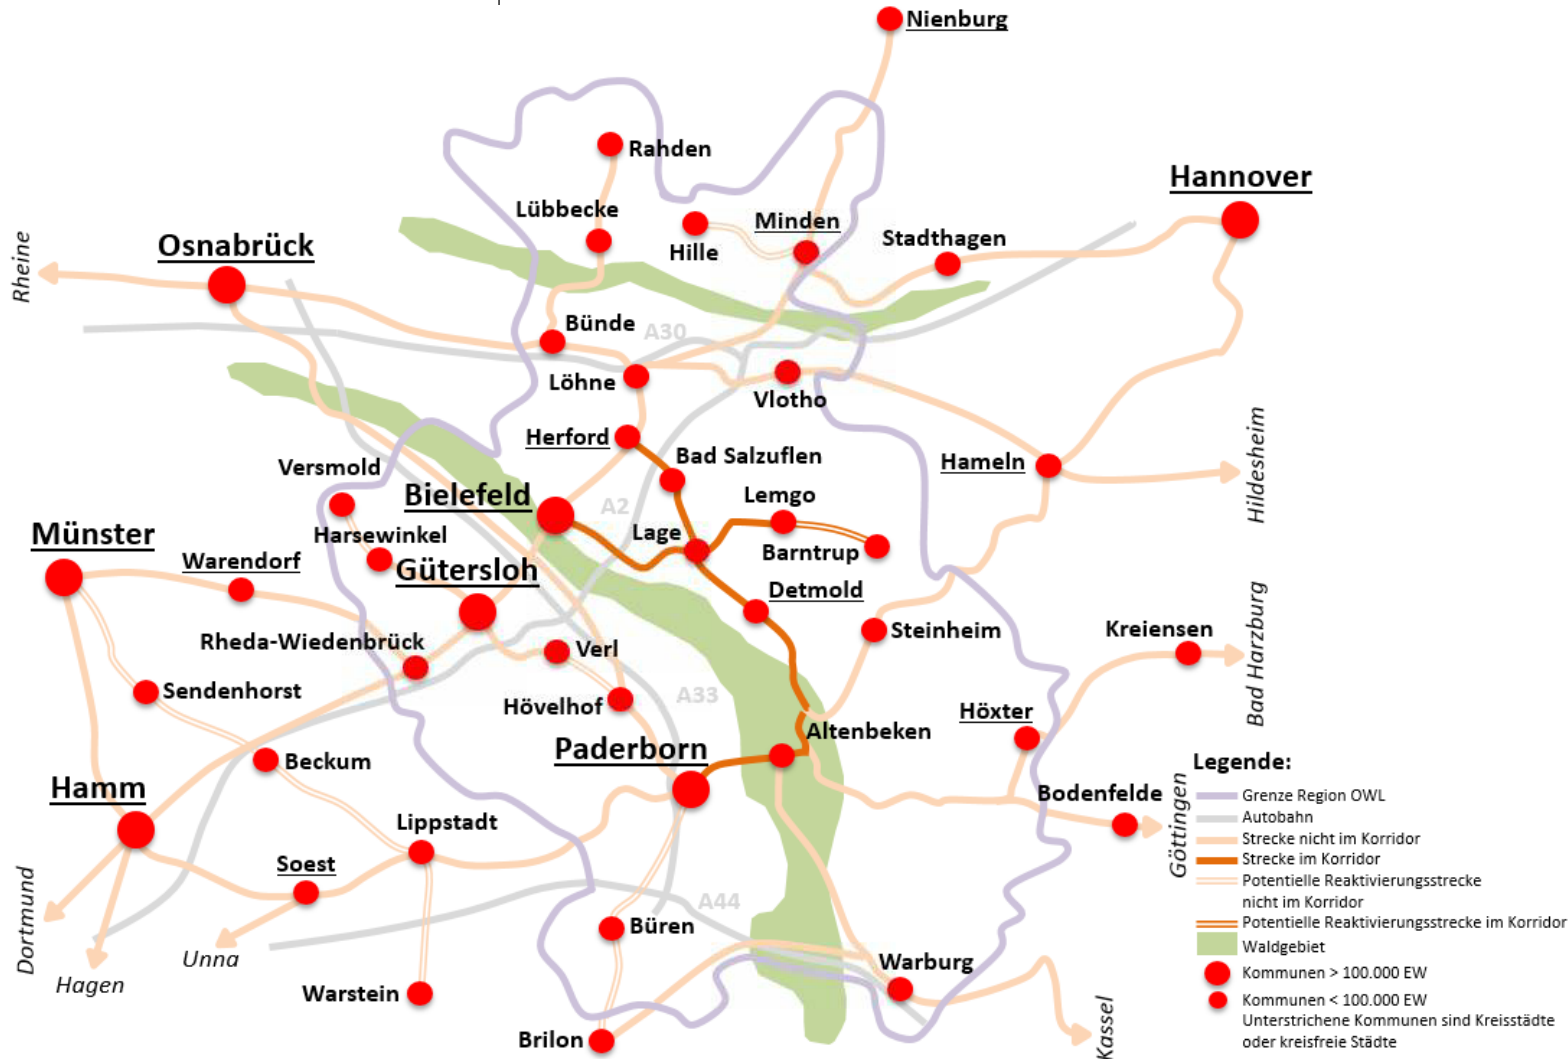 Nienburg
Rahden
Hannover
Lübbecke
Minden
Stadthagen
Hille
Osnabrück
Rheine
Bünde
A30
Löhne
Vlotho
Herford
Bad Salzuflen
Hameln
Hildesheim
Versmold
Bielefeld
A2
Lemgo
Münster
Harsewinkel
Lage
Barntrup
Warendorf
Gütersloh
Detmold
Rheda-Wiedenbrück
Verl
Steinheim
Kreiensen
Bad Harzburg
Sendenhorst
Hövelhof
A33
Höxter
Altenbeken
Paderborn
Beckum
Hamm
Bodenfelde
Göttingen
Lippstadt
Soest
Dortmund
Hagen
Unna
A44
Büren
Warstein
Warburg
Brilon
Kassel
Legende:
Grenze Region OWL
Autobahn
Strecke nicht im Korridor
Strecke im Korridor
Potentielle Reaktivierungsstrecke
nicht im Korridor
Potentielle Reaktivierungsstrecke im Korridor
Waldgebiet
Kommunen > 100.000 EW
Kommunen < 100.000 EW
Unterstrichene Kommunen sind Kreisstädte
oder kreisfreie Städte